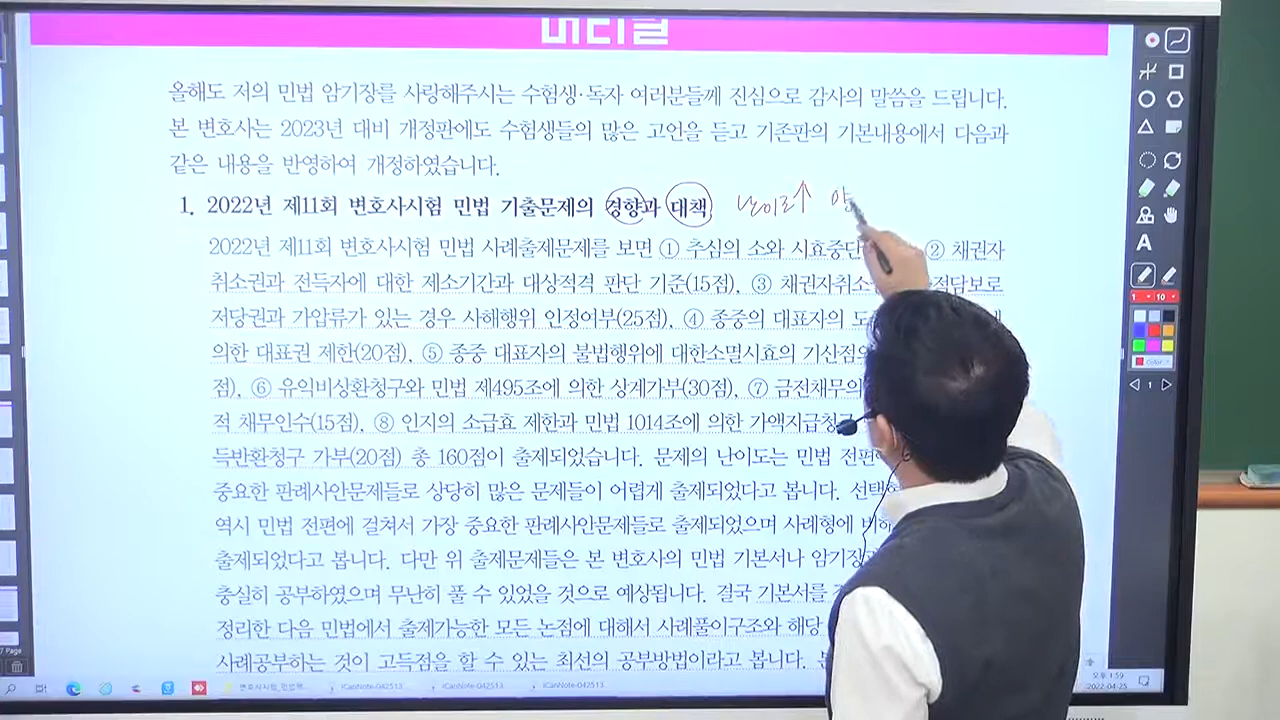 버디컬
올해도 저의 민법 암기장를 사랑해주시는 수험생·독자 여러분들께 진심으로 감사의 말씀을 드립니다.
본 변호사는 2023년 대비 개정판에도 수험생들의 많은 고언을 듣고 기존판의 기본내용에서 다음과
같은 내용을 반영하여 개정하였습니다.
1. 2022년 제11회 변호사시험 민법 기출문제의 경향과 대책 난이도↑ 양
2022년 제11회 변호사시험 민법 사례출제문제를 보면 ① 추심의 소와 시효중단 ② 채권자
취소권과 전득자에 대한 제소기간과 대상적격 판단 기준(15점), ③ 채권자취소
저당권과 가압류가 있는 경우 사해행위 인정여부(25점), ④ 종중의 대표자의
의한 대표권 제한(20점), ⑤ 종중 대표자의 불법행위에 대한소멸시효의 기산점
점), ⑥ 유익비상환청구와 민법 제495조에 의한 상계가부(30점), ⑦ 금전채무의
적 채무인수(15점), ⑧ 인지의 소급효 제한과 민법 1014조에 의한 가액지급청구
득반환청구 가부(20점) 총 160점이 출제되었습니다. 문제의 난이도는 민법 전편
중요한 판례사안문제들로 상당히 많은 문제들이 어렵게 출제되었다고 봅니다.
역시 민법 전편에 걸쳐서 가장 중요한 판례사안문제들로 출제되었으며 사례형에
출제되었다고 봅니다. 다만 위 출제문제들은 본 변호사의 민법 기본서나 암기장
충실히 공부하였으며 무난히 풀 수 있었을 것으로 예상됩니다. 결국 기본서를
정리한 다음 민법에서 출제가능한 모든 논점에 대해서 사례풀이구조와 해당
사례공부하는 것이 고득점을 할 수 있는 최선의 공부방법이라고 봅니다.
iCanNote-042513 iCanNote-042513 iCanNote-042513
오후 1:59
2022-04-25